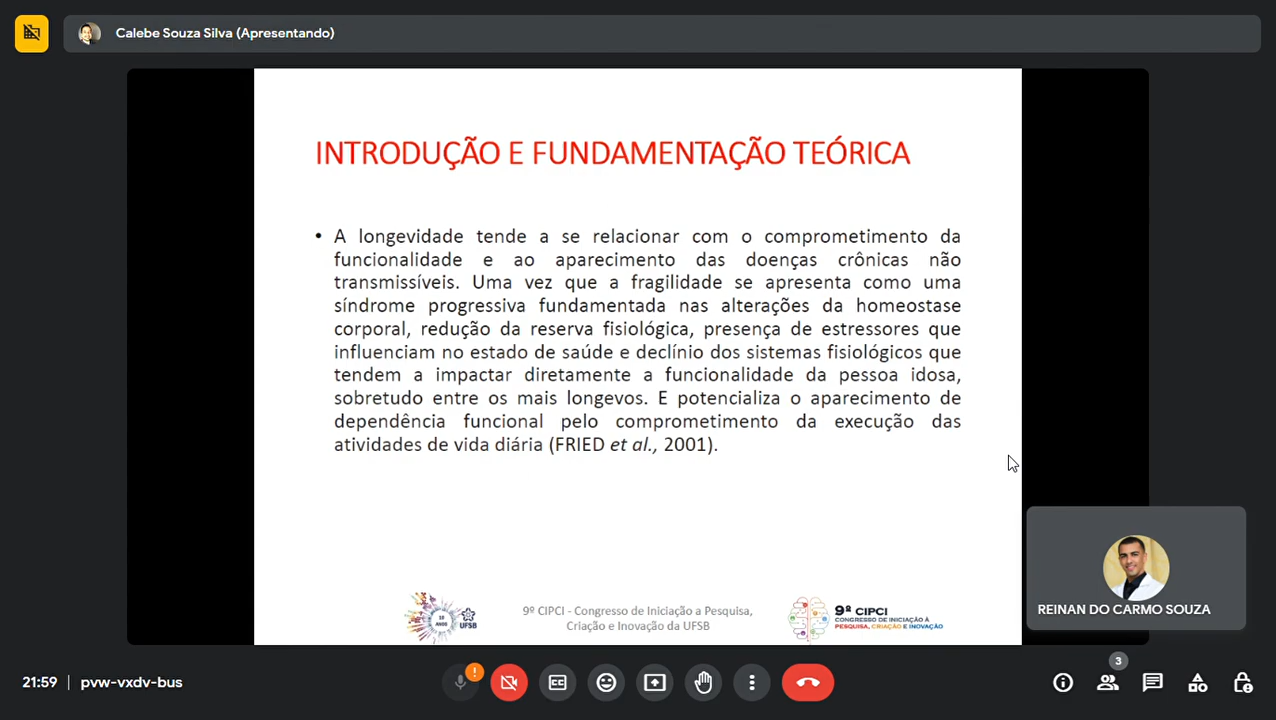 Calebe Souza Silva (Apresentando)
INTRODUÇÃO E FUNDAMENTAÇÃO TEÓRICA
• A longevidade tende a se relacionar com o comprometimento da
funcionalidade e ao aparecimento das doenças crônicas não
transmissíveis. Uma vez que a fragilidade se apresenta como uma
síndrome progressiva fundamentada nas alterações da homeostase
corporal, redução da reserva fisiológica, presença de estressores que
influenciam no estado de saúde e declínio dos sistemas fisiológicos que
tendem a impactar diretamente a funcionalidade da pessoa idosa,
sobretudo entre os mais longevos. E potencializa o aparecimento de
dependência funcional pelo comprometimento da execução das
atividades de vida diária (FRIED et al., 2001).
10
ANOS
UFSB
9º CIPCI - Congresso de Iniciação a Pesquisa,
Criação e Inovação da UFSB
9º CIPCI
CONGRESSO DE INICIAÇÃO À
PESQUISA, CRIAÇÃO E INOVAÇÃO
REINAN DO CARMO SOUZA
21:59 | pvw-vxdv-bus
3